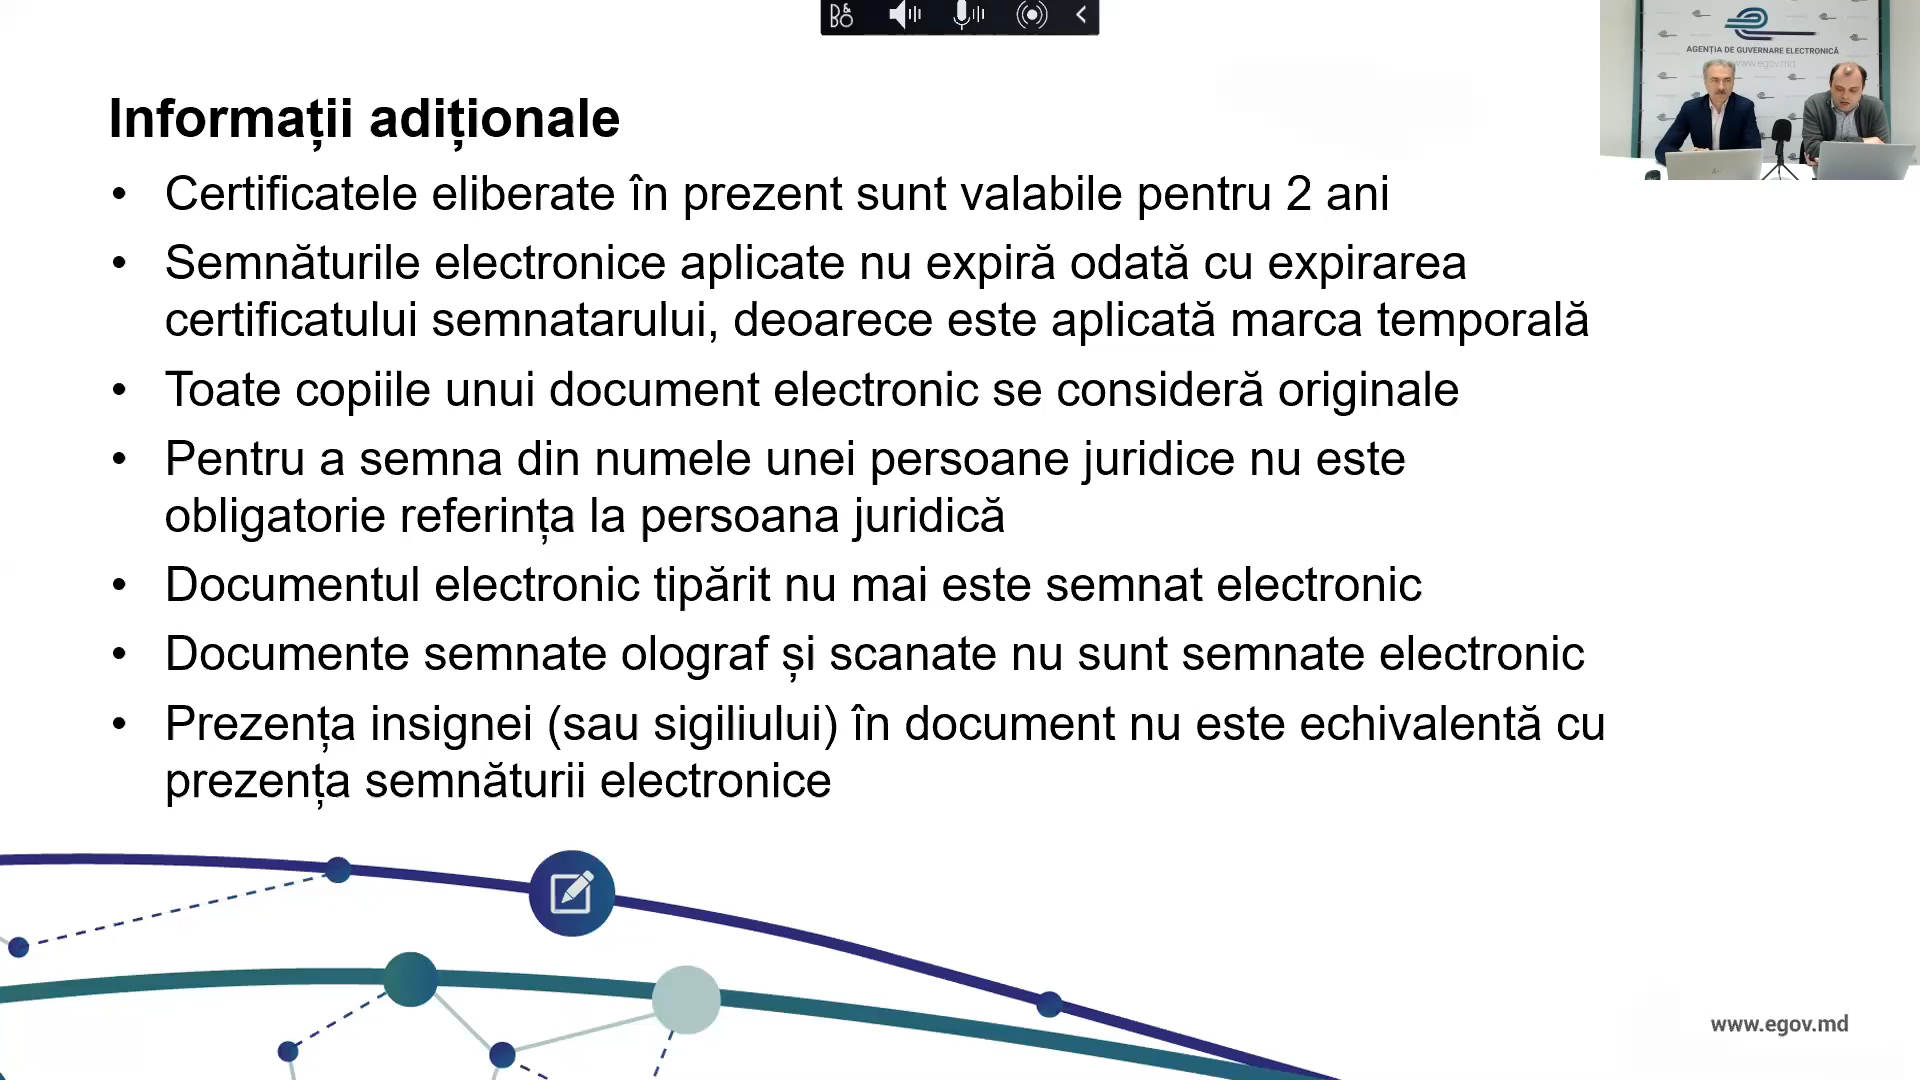 B&O
AGENȚIA DE GUVERNARE ELECTRONICĂ
www.egov.md
Informații adiționale
• Certificatele eliberate în prezent sunt valabile pentru 2 ani
• Semnăturile electronice aplicate nu expiră odată cu expirarea
certificatului semnatarului, deoarece este aplicată marca temporală
• Toate copiile unui document electronic se consideră originale
• Pentru a semna din numele unei persoane juridice nu este
obligatorie referința la persoana juridică
• Documentul electronic tipărit nu mai este semnat electronic
• Documente semnate olograf și scanate nu sunt semnate electronic
• Prezența insignei (sau sigiliului) în document nu este echivalentă cu
prezența semnăturii electronice
www.egov.md